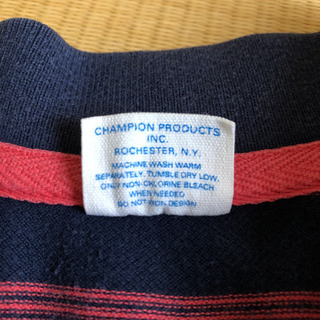 CHAMPION PRODUCTS
INC.
ROCHESTER, N.Y.
MACHINE WASH WARM
SEPARATELY. TUMBLE DRY LOW.
ONLY NON-CHLORINE BLEACH
WHEN NEEDED
DO NOT IRON DESIGN